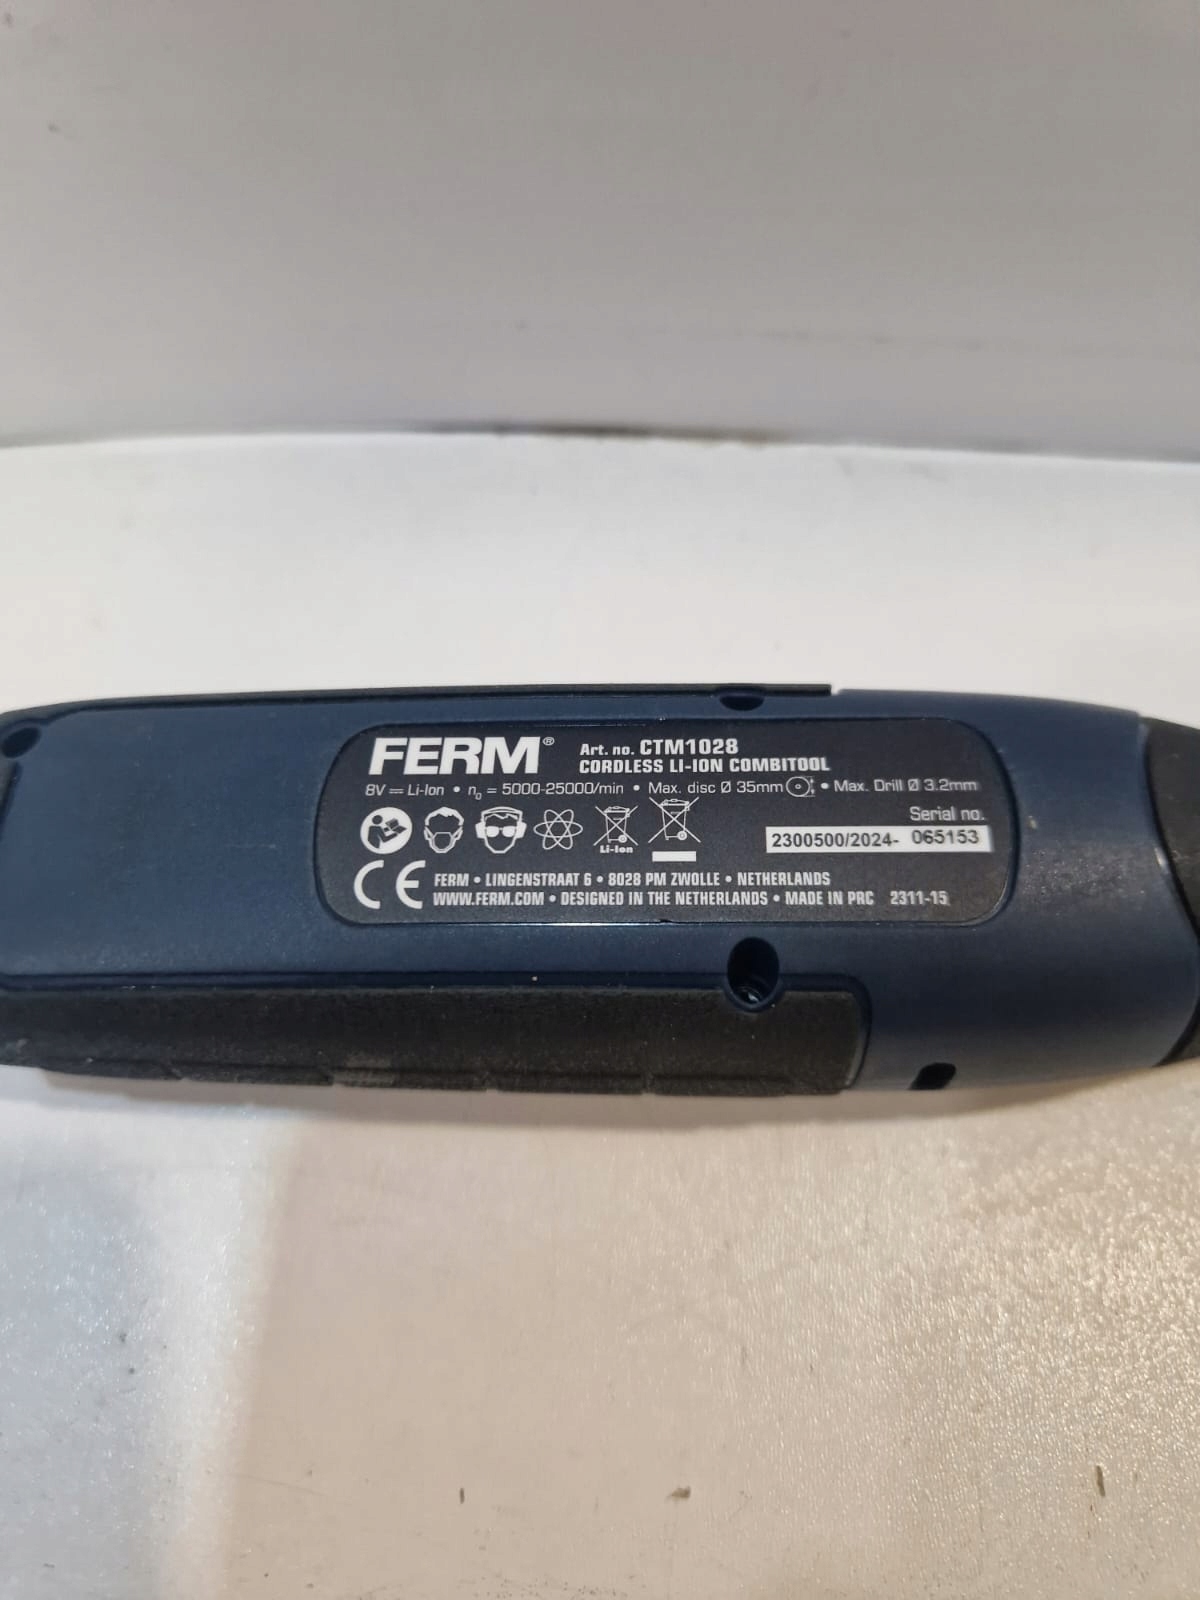 FERM®
Art. no. CTM1028
CORDLESS LI-ION COMBITOOL
8V Li-Ion • n₀ = 5000-25000/min • Max. disc Ø 35mm • Max. Drill Ø 3.2mm
Li-Ion
Serial no.
2300500/2024- 065153
CE FERM • LINGENSTRAAT 6 • 8028 PM ZWOLLE • NETHERLANDS
WWW.FERM.COM • DESIGNED IN THE NETHERLANDS • MADE IN PRC 2311-15